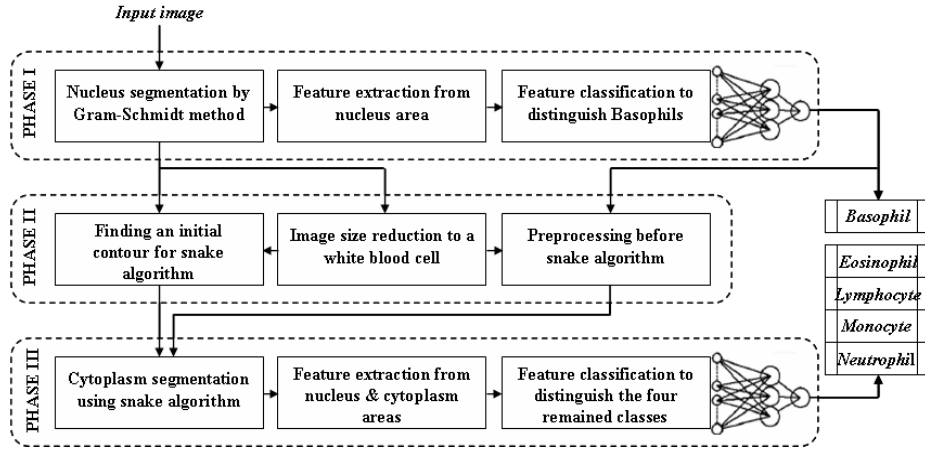 Input image
PHASE I
Nucleus segmentation by
Gram-Schmidt method
Feature extraction from
nucleus area
Feature classification to
distinguish Basophils
PHASE II
Finding an initial
contour for snake
algorithm
Image size reduction to
a white blood cell
Preprocessing before
snake algorithm
Basophil
Eosinophil
Lymphocyte
Monocyte
Neutrophil
PHASE III
Cytoplasm segmentation
using snake algorithm
Feature extraction from
nucleus & cytoplasm
areas
Feature classification to
distinguish the four
remained classes